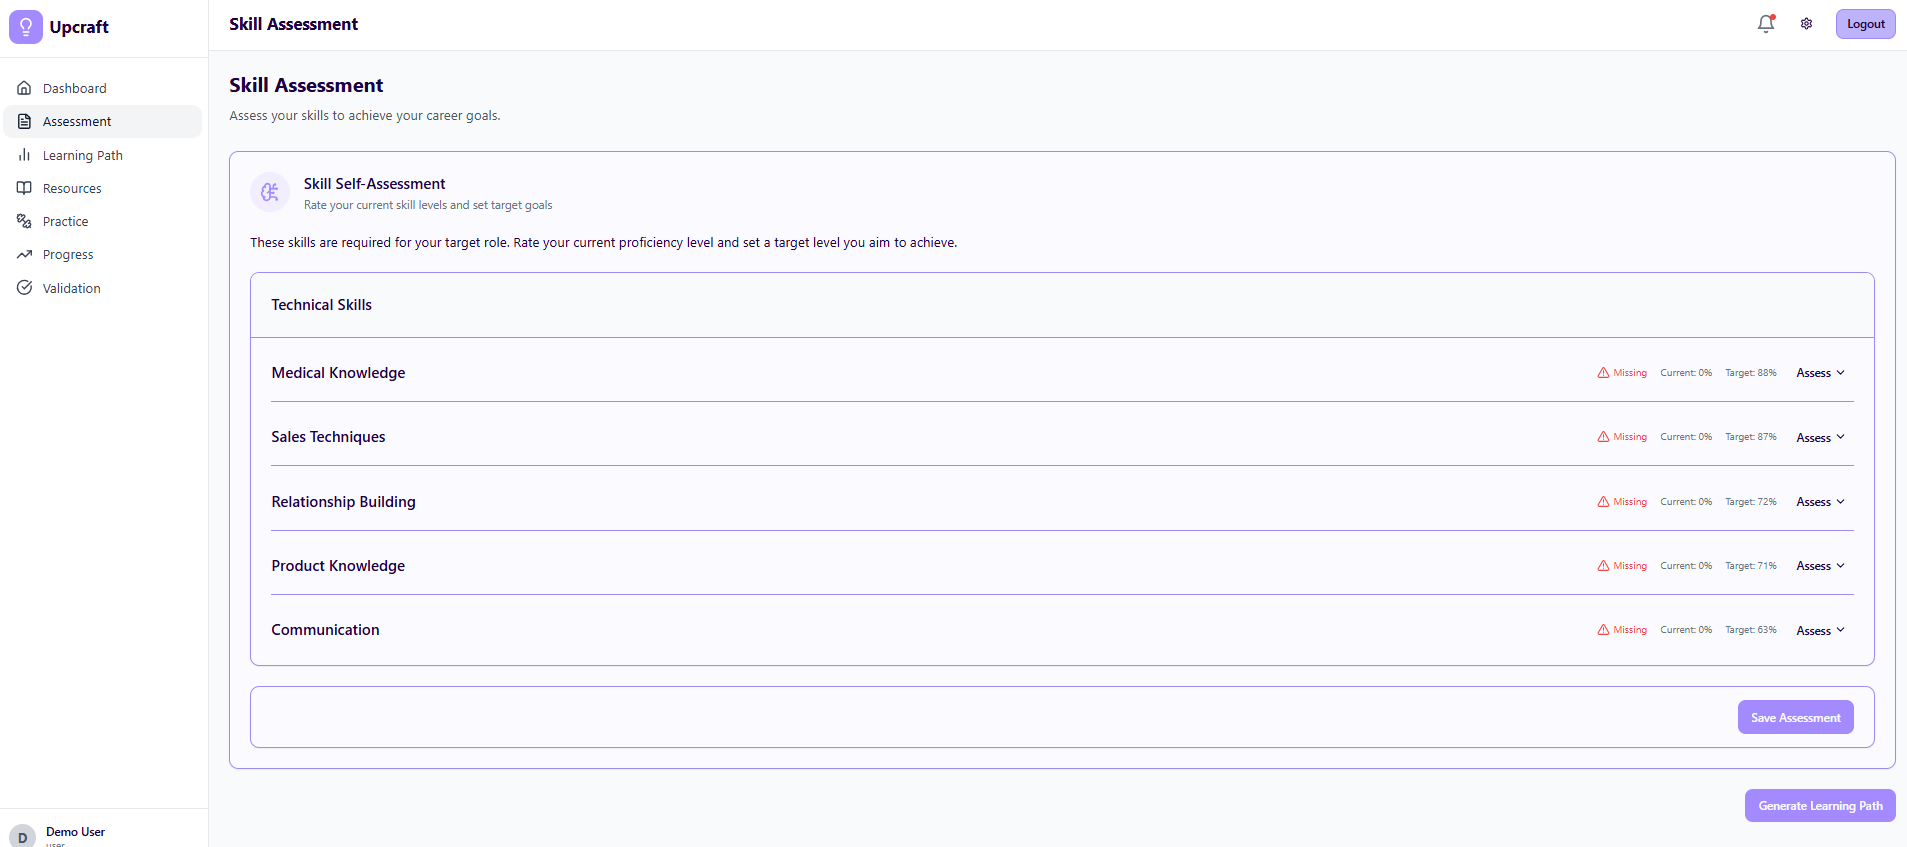 Upcraft
Skill Assessment
Logout
Dashboard
Assessment
Learning Path
Resources
Practice
Progress
Validation
Skill Assessment
Assess your skills to achieve your career goals.
Skill Self-Assessment
Rate your current skill levels and set target goals
These skills are required for your target role. Rate your current proficiency level and set a target level you aim to achieve.
Technical Skills
Medical Knowledge Missing Current: 0% Target: 88% Assess
Sales Techniques Missing Current: 0% Target: 87% Assess
Relationship Building Missing Current: 0% Target: 72% Assess
Product Knowledge Missing Current: 0% Target: 71% Assess
Communication Missing Current: 0% Target: 63% Assess
Save Assessment
Generate Learning Path
D
Demo User
user